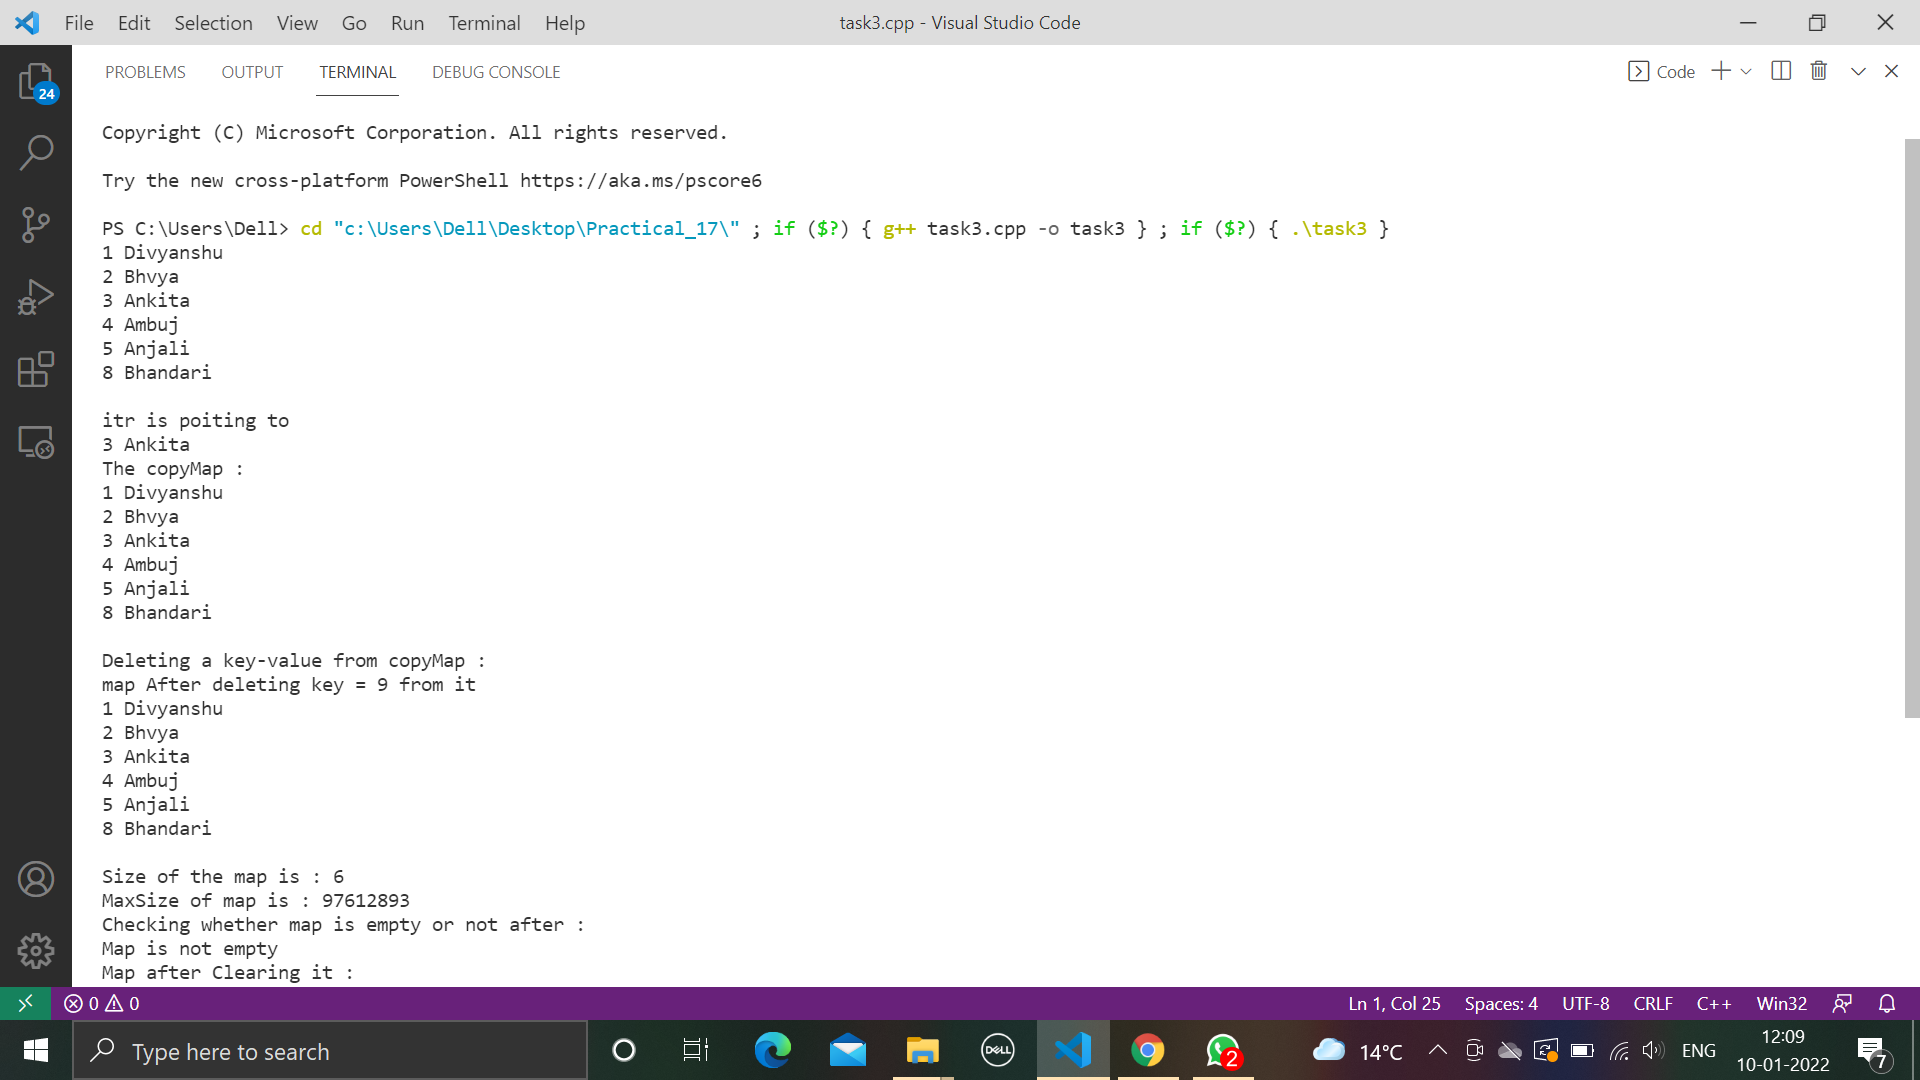 File Edit Selection View Go Run Terminal Help
task3.cpp - Visual Studio Code
PROBLEMS OUTPUT TERMINAL DEBUG CONSOLE
Code
24
Copyright (C) Microsoft Corporation. All rights reserved.
Try the new cross-platform PowerShell https://aka.ms/pscore6
PS C:\Users\Dell> cd "c:\Users\Dell\Desktop\Practical_17\" ; if ($?) { g++ task3.cpp -o task3 } ; if ($?) { .\task3 }
1 Divyanshu
2 Bhvya
3 Ankita
4 Ambuj
5 Anjali
8 Bhandari
itr is poiting to
3 Ankita
The copyMap :
1 Divyanshu
2 Bhvya
3 Ankita
4 Ambuj
5 Anjali
8 Bhandari
Deleting a key-value from copyMap :
map After deleting key = 9 from it
1 Divyanshu
2 Bhvya
3 Ankita
4 Ambuj
5 Anjali
8 Bhandari
Size of the map is : 6
MaxSize of map is : 97612893
Checking whether map is empty or not after :
Map is not empty
Map after Clearing it :
0 0
Ln 1, Col 25 Spaces: 4 UTF-8 CRLF C++ Win32
Type here to search
DELL
2
14°C
ENG
12:09
10-01-2022
7